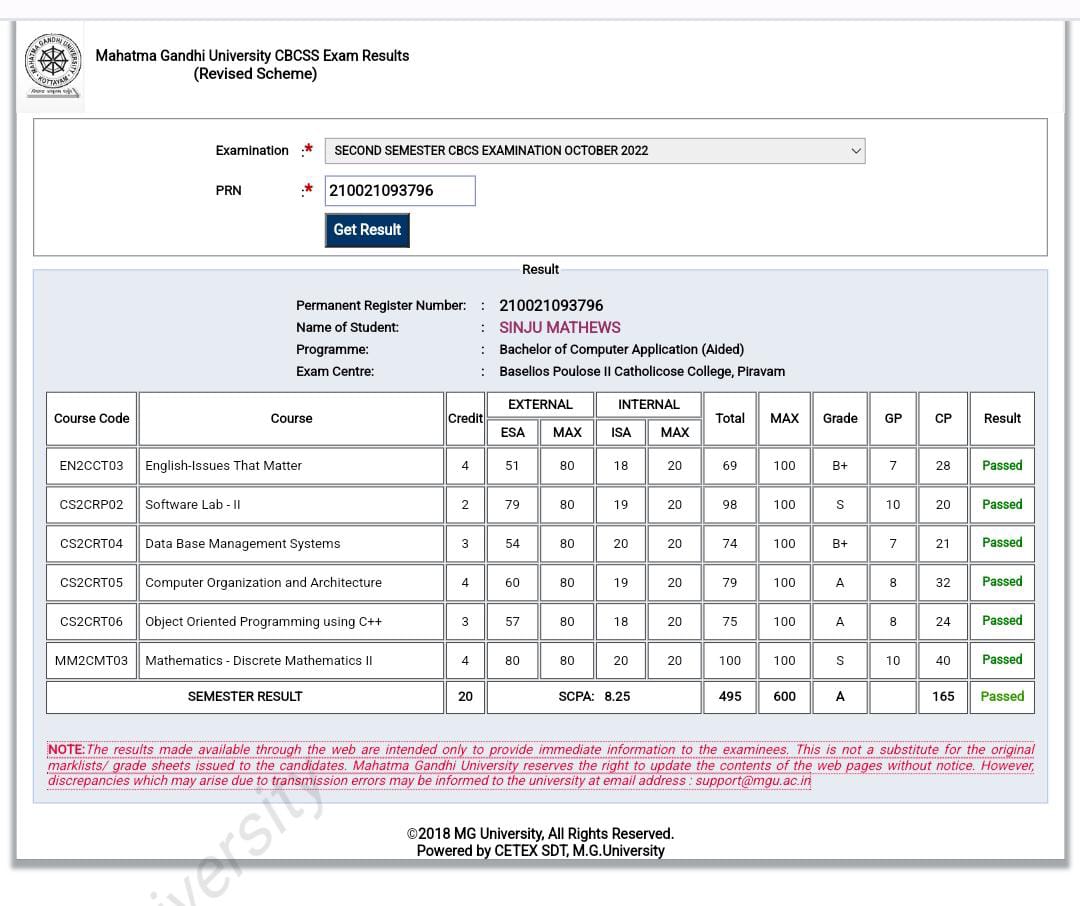 Mahatma Gandhi University CBCSS Exam Results
(Revised Scheme)
Examination :* SECOND SEMESTER CBCS EXAMINATION OCTOBER 2022
PRN :* 210021093796
Get Result
Result
Permanent Register Number: : 210021093796
Name of Student: : SINJU MATHEWS
Programme: : Bachelor of Computer Application (Aided)
Exam Centre: : Baselios Poulose II Catholicose College, Piravam
Course Code Course Credit EXTERNAL INTERNAL Total MAX Grade GP CP Result
ESA MAX ISA MAX
EN2CCT03 English-Issues That Matter 4 51 80 18 20 69 100 B+ 7 28 Passed
CS2CRP02 Software Lab - II 2 79 80 19 20 98 100 S 10 20 Passed
CS2CRT04 Data Base Management Systems 3 54 80 20 20 74 100 B+ 7 21 Passed
CS2CRT05 Computer Organization and Architecture 4 60 80 19 20 79 100 A 8 32 Passed
CS2CRT06 Object Oriented Programming using C++ 3 57 80 18 20 75 100 A 8 24 Passed
MM2CMT03 Mathematics - Discrete Mathematics II 4 80 80 20 20 100 100 S 10 40 Passed
SEMESTER RESULT 20 SCPA: 8.25 495 600 A 165 Passed
NOTE:The results made available through the web are intended only to provide immediate information to the examinees. This is not a substitute for the original
marklists/ grade sheets issued to the candidates. Mahatma Gandhi University reserves the right to update the contents of the web pages without notice. However,
discrepancies which may arise due to transmission errors may be informed to the university at email address : support@mgu.ac.in
©2018 MG University, All Rights Reserved.
Powered by CETEX SDT, M.G.University